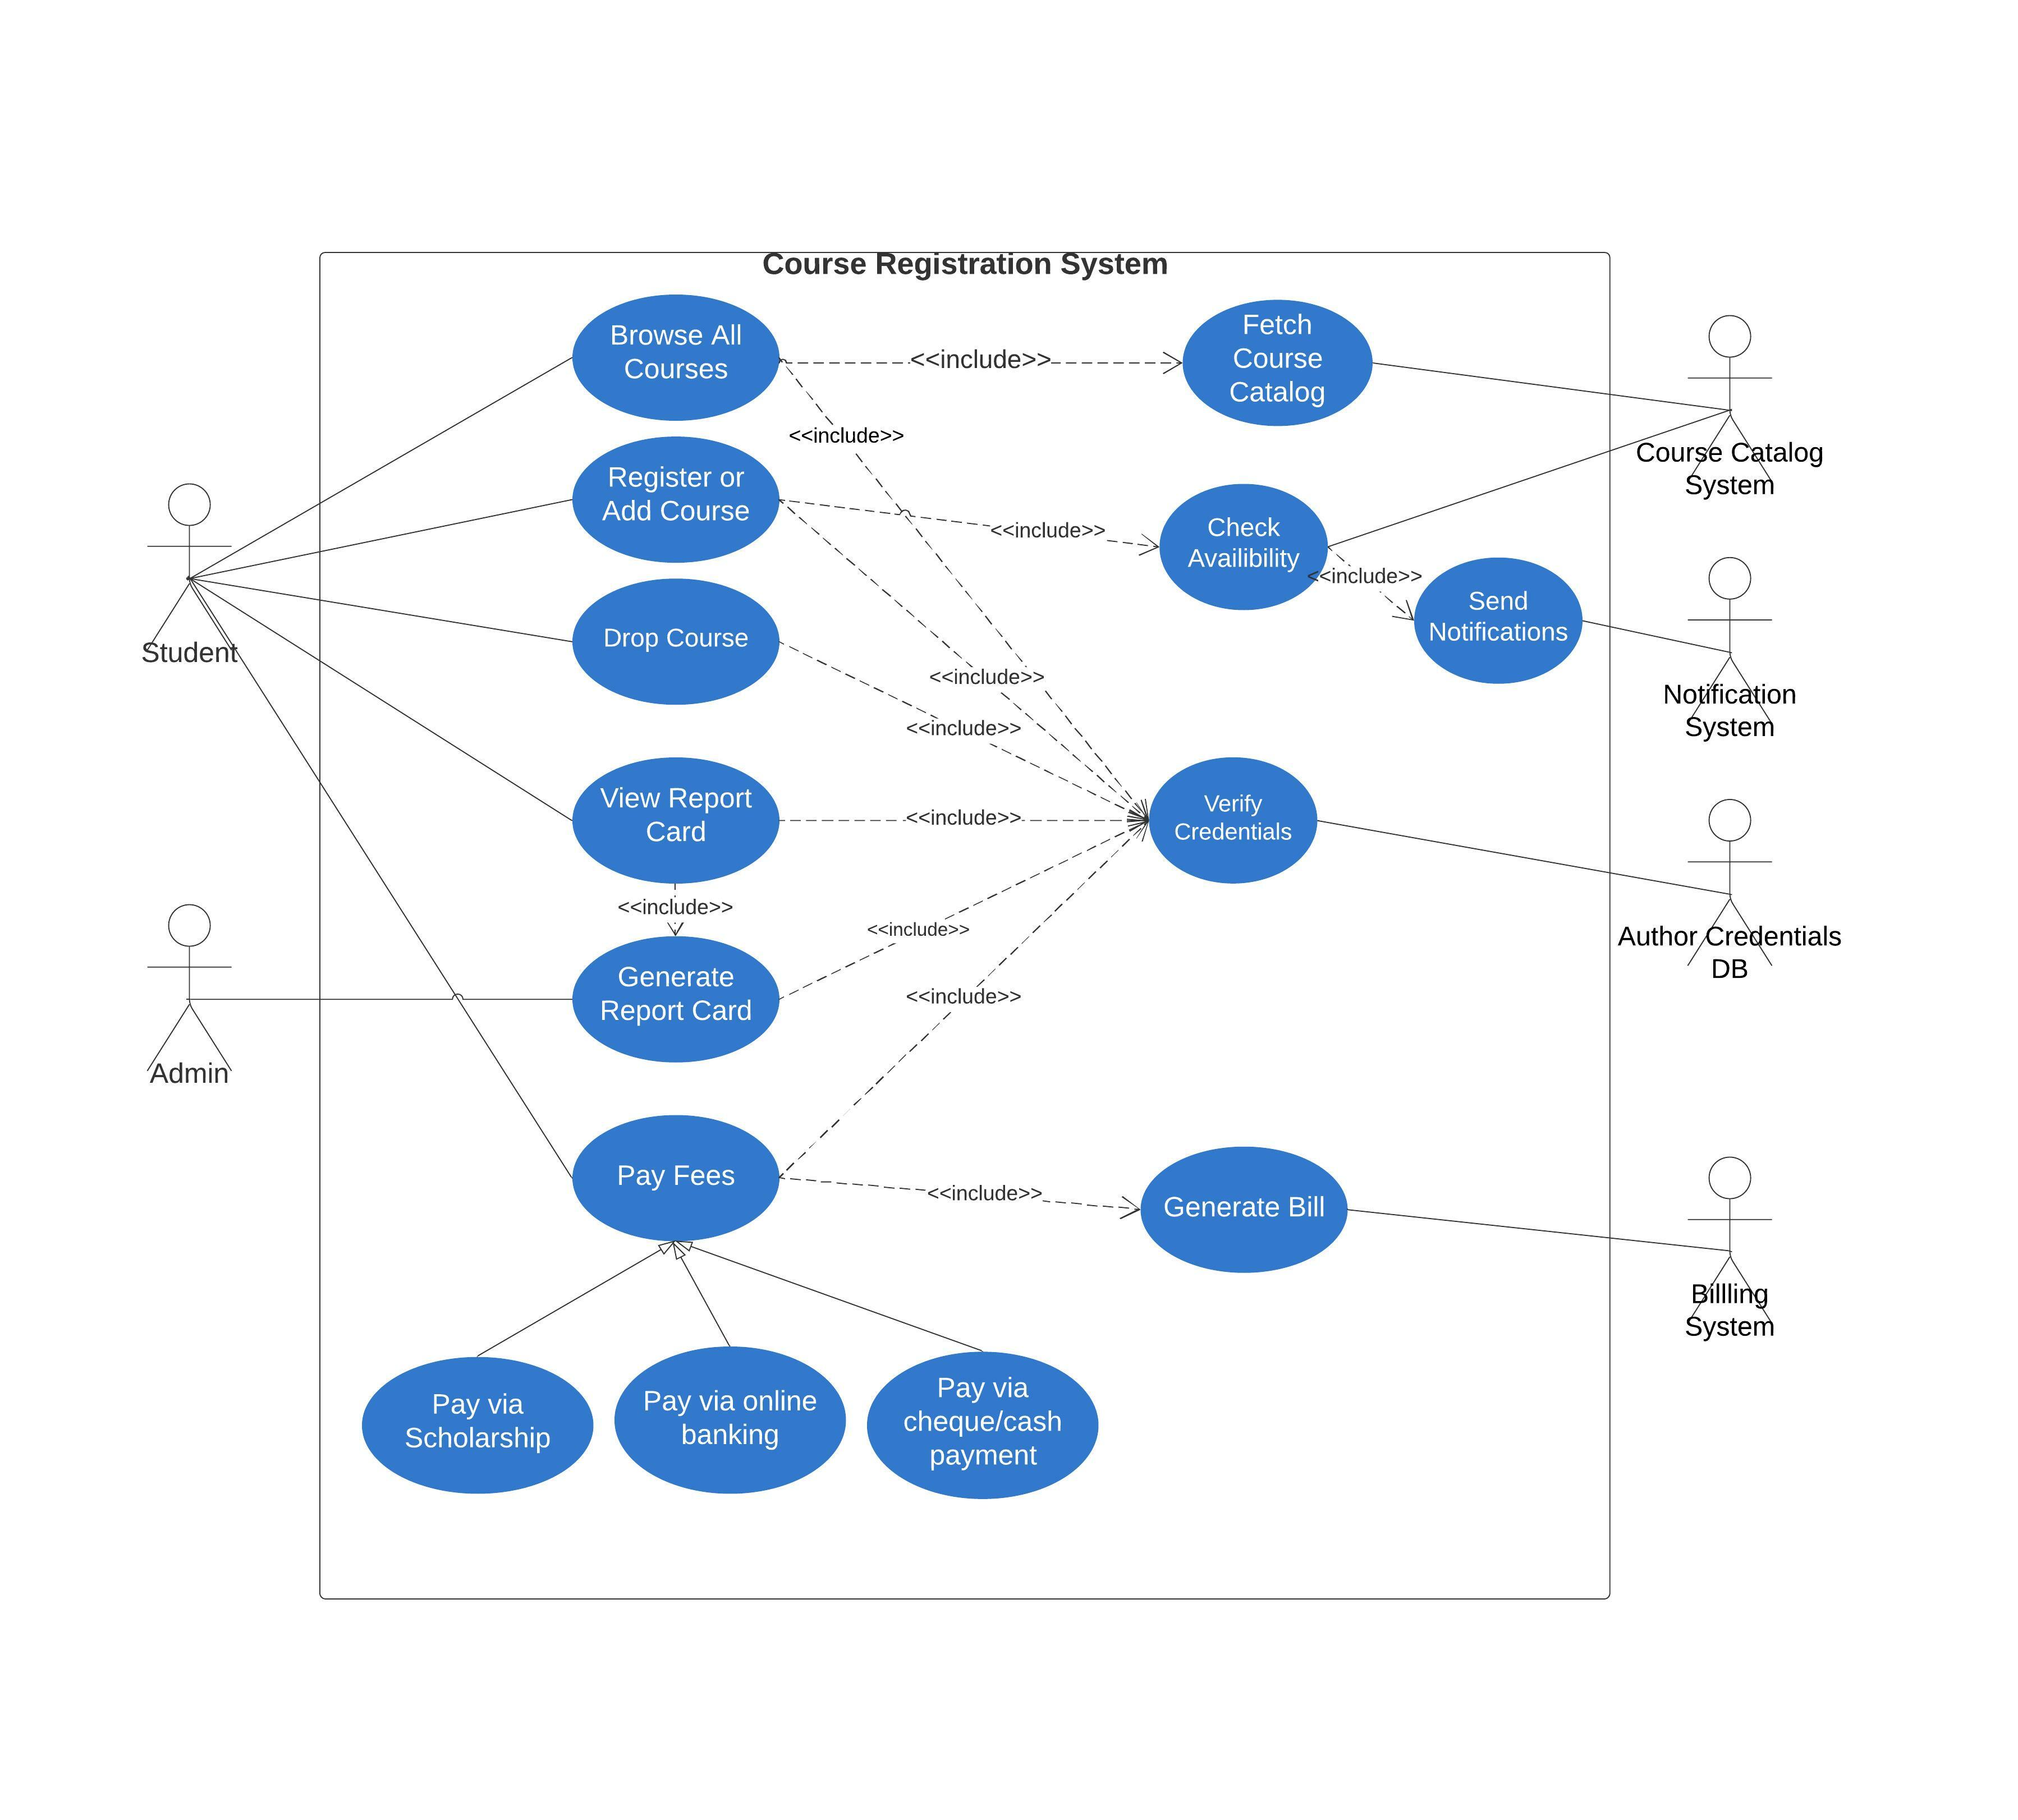 Course Registration System
Browse All
Courses
<<include>>
Fetch
Course
Catalog
<<include>>
Course Catalog
System
Register or
Add Course
<<include>>
Check
Availibility
<<include>>
Send
Notifications
Student
Drop Course
<<include>>
<<include>>
Notification
System
View Report
Card
<<include>>
Verify
Credentials
<<include>>
<<include>>
Author Credentials
DB
Generate
Report Card
<<include>>
Admin
Pay Fees
<<include>>
Generate Bill
Billling
System
Pay via
Scholarship
Pay via online
banking
Pay via
cheque/cash
payment